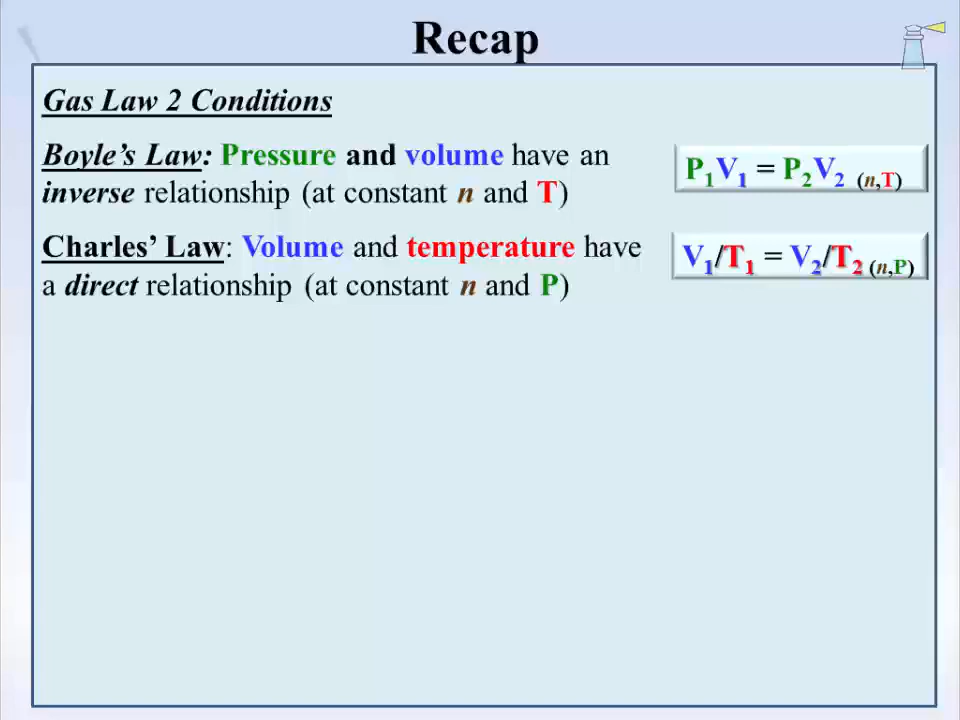 Recap
Gas Law 2 Conditions
Boyle’s Law: Pressure and volume have an
inverse relationship (at constant n and T)
P₁V₁ = P₂V₂ (n,T)
Charles’ Law: Volume and temperature have
a direct relationship (at constant n and P)
V₁/T₁ = V₂/T₂ (n,P)